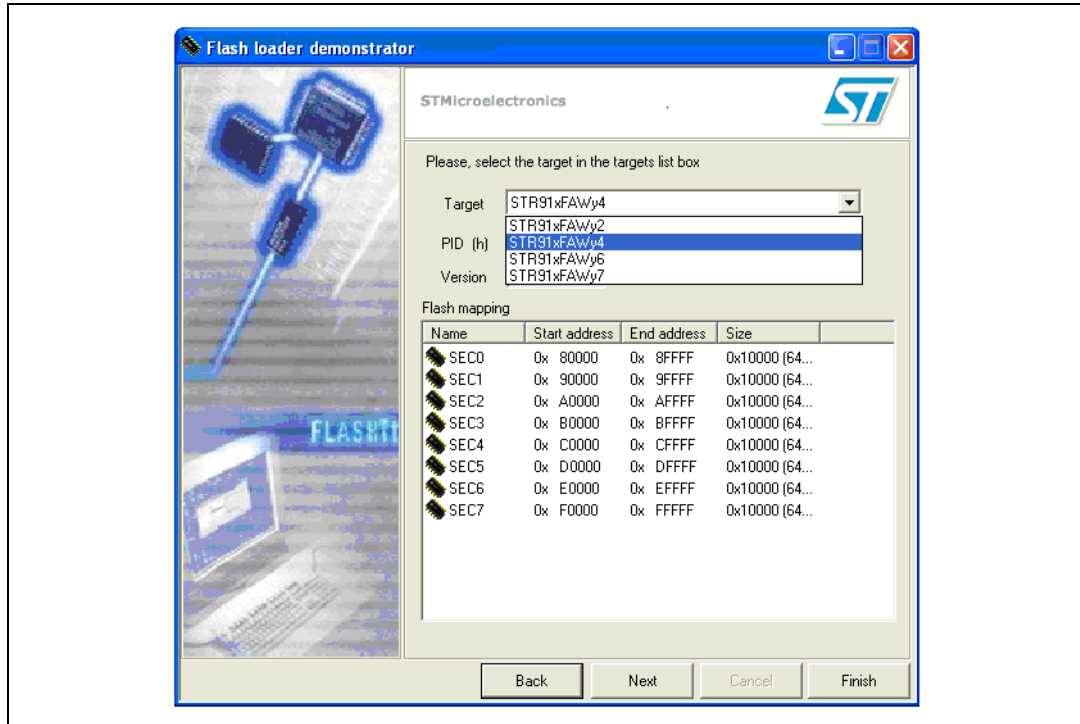 Flash loader demonstrator
STMicroelectronics
ST
Please, select the target in the targets list box
Target STR91xFAWy4
STR91xFAWy2
PID (h) STR91xFAWy4
STR91xFAWy6
Version STR91xFAWy7
Flash mapping
Name Start address End address Size
SEC0 0x 80000 0x 8FFFF 0x10000 (64...
SEC1 0x 90000 0x 9FFFF 0x10000 (64...
SEC2 0x A0000 0x AFFFF 0x10000 (64...
SEC3 0x B0000 0x BFFFF 0x10000 (64...
SEC4 0x C0000 0x CFFFF 0x10000 (64...
SEC5 0x D0000 0x DFFFF 0x10000 (64...
SEC6 0x E0000 0x EFFFF 0x10000 (64...
SEC7 0x F0000 0x FFFFF 0x10000 (64...
Back Next Cancel Finish